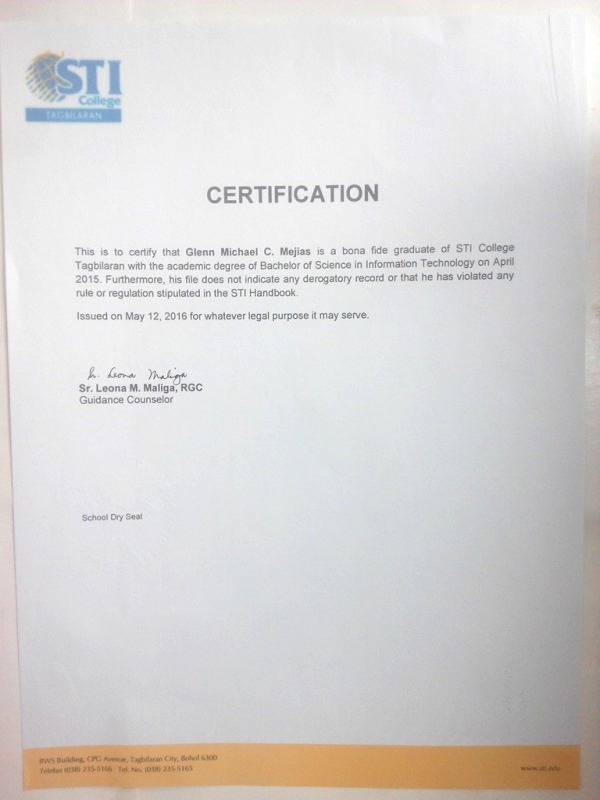 STI
College
TAGBILARAN
CERTIFICATION
This is to certify that Glenn Michael C. Mejias is a bona fide graduate of STI College
Tagbilaran with the academic degree of Bachelor of Science in Information Technology on April
2015. Furthermore, his file does not indicate any derogatory record or that he has violated any
rule or regulation stipulated in the STI Handbook.
Issued on May 12, 2016 for whatever legal purpose it may serve.
Sr. Leona Maliga
Sr. Leona M. Maliga, RGC
Guidance Counselor
School Dry Seal
BWS Building, CPG Avenue, Tagbilaran City, Bohol 6300
Telefax (038) 235-5166 Tel. No. (038) 235-5165
www.sti.edu